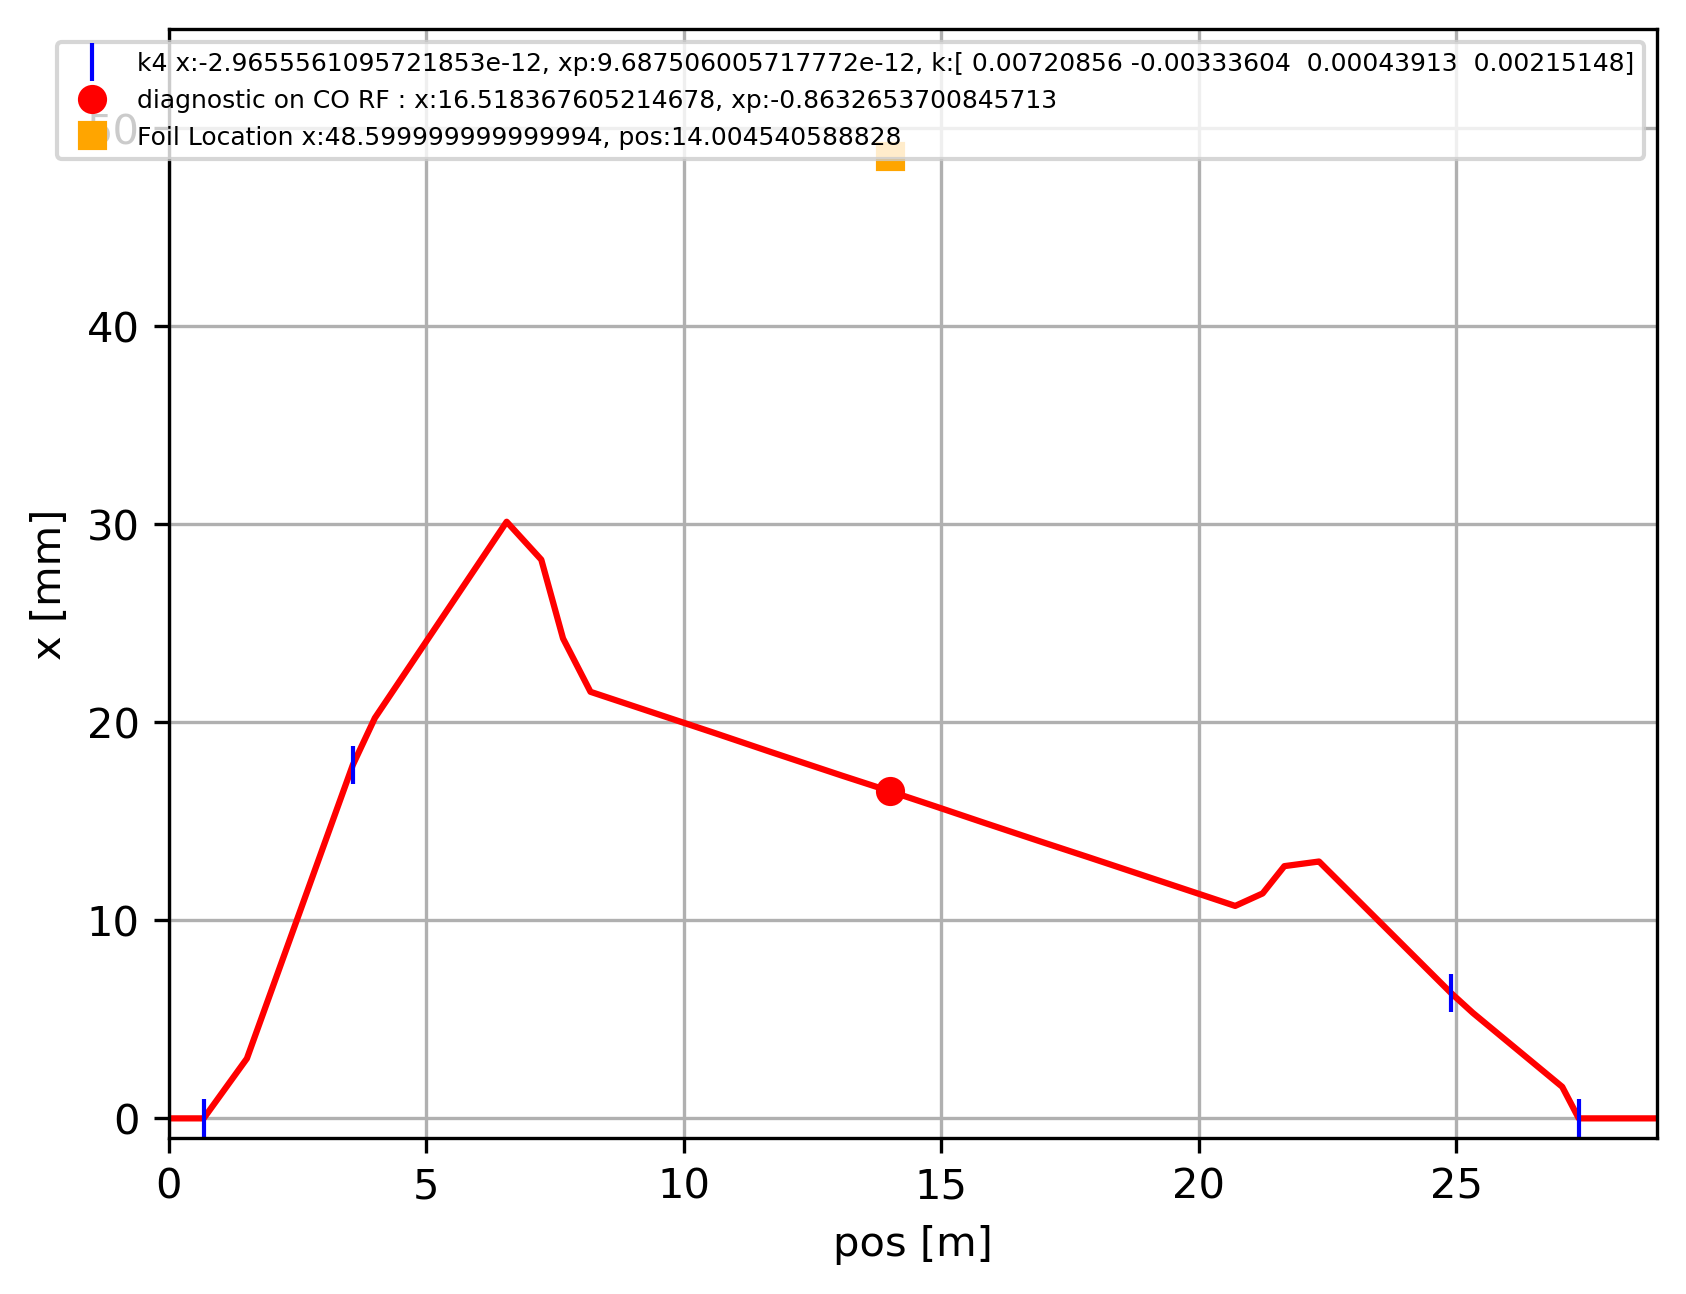 k4 x:-2.9655561095721853e-12, xp:9.687506005717772e-12, k:[ 0.00720856 -0.00333604  0.00043913  0.00215148]
diagnostic on CO RF : x:16.518367605214678, xp:-0.8632653700845713
Foil Location x:48.599999999999994, pos:14.004540588828
50
40
30
20
10
0
x [mm]
0 5 10 15 20 25
pos [m]